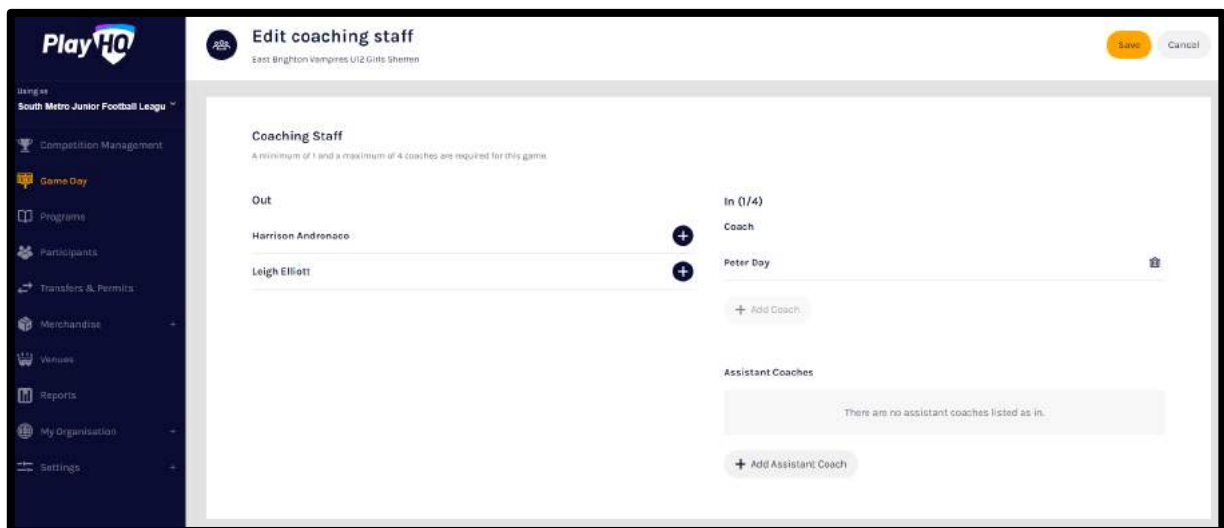 PlayHQ
Edit coaching staff
East Brighton Vampires U12 Girls Sherren
Save
Cancel
Using as
South Metro Junior Football Leagu
Competition Management
Game Day
Programs
Participants
Transfers & Permits
Merchandise +
Venues
Reports
My Organisation +
Settings +
Coaching Staff
A minimum of 1 and a maximum of 4 coaches are required for this game.
Out
Harrison Andronaco
Leigh Elliott
In (1/4)
Coach
Peter Day
+ Add Coach
Assistant Coaches
There are no assistant coaches listed as in.
+ Add Assistant Coach